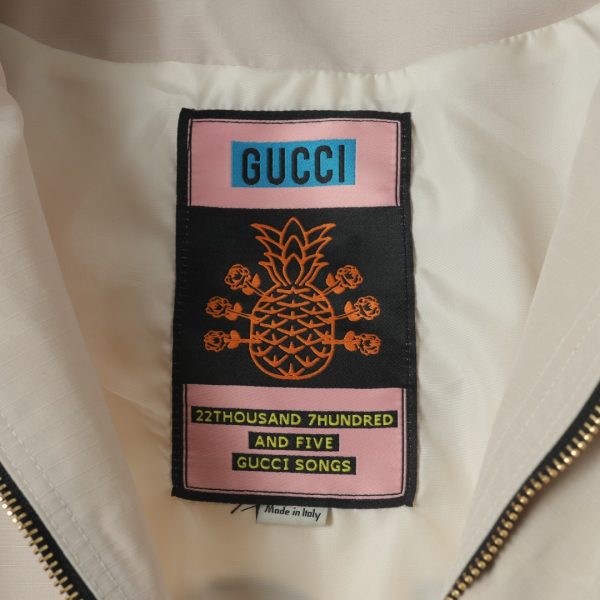 GUCCI
22THOUSAND 7HUNDRED
AND FIVE
GUCCI SONGS
Made in Italy